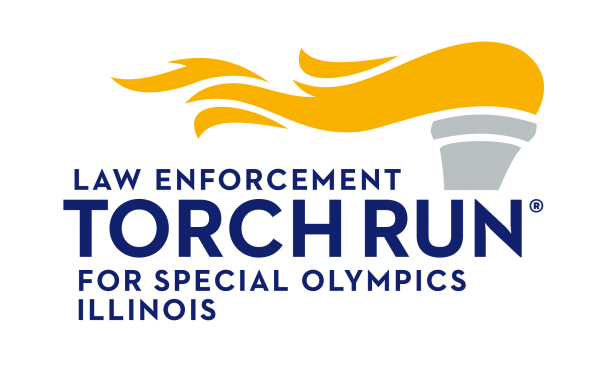 LAW ENFORCEMENT
TORCH RUN®
FOR SPECIAL OLYMPICS
ILLINOIS